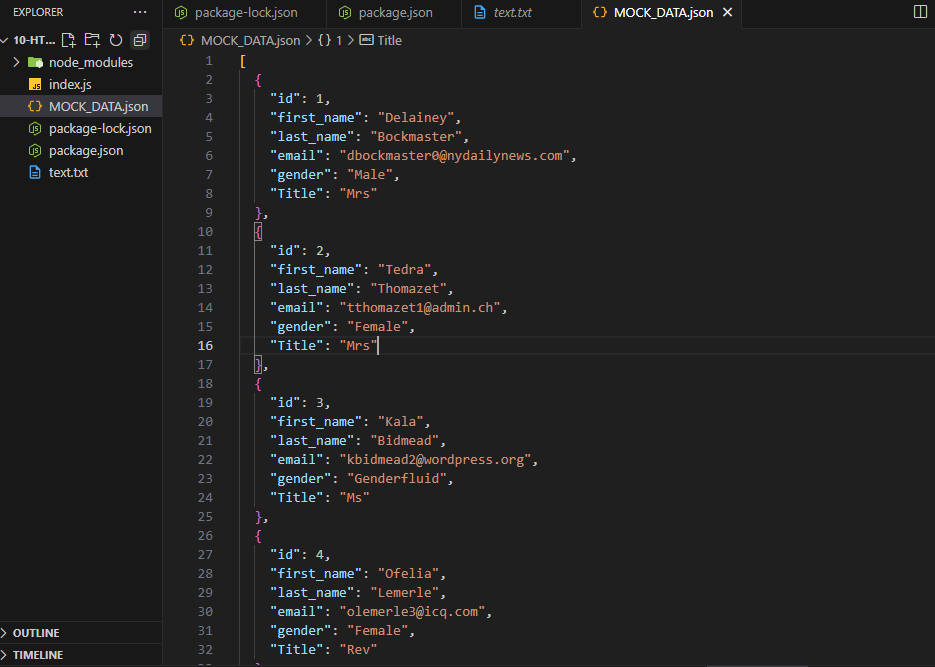 EXPLORER ...
package-lock.json package.json text.txt MOCK_DATA.json
10-HT...
MOCK_DATA.json > {} 1 > Title
node_modules
index.js
MOCK_DATA.json
package-lock.json
package.json
text.txt
1 [
2 {
3 "id": 1,
4 "first_name": "Delainey",
5 "last_name": "Bockmaster",
6 "email": "dbockmaster0@nydailynews.com",
7 "gender": "Male",
8 "Title": "Mrs"
9 },
10 {
11 "id": 2,
12 "first_name": "Tedra",
13 "last_name": "Thomazet",
14 "email": "tthomazet1@admin.ch",
15 "gender": "Female",
16 "Title": "Mrs"
17 },
18 {
19 "id": 3,
20 "first_name": "Kala",
21 "last_name": "Bidmead",
22 "email": "kbidmead2@wordpress.org",
23 "gender": "Genderfluid",
24 "Title": "Ms"
25 },
26 {
27 "id": 4,
28 "first_name": "Ofelia",
29 "last_name": "Lemerle",
30 "email": "olemerle3@icq.com",
31 "gender": "Female",
32 "Title": "Rev"
OUTLINE
TIMELINE